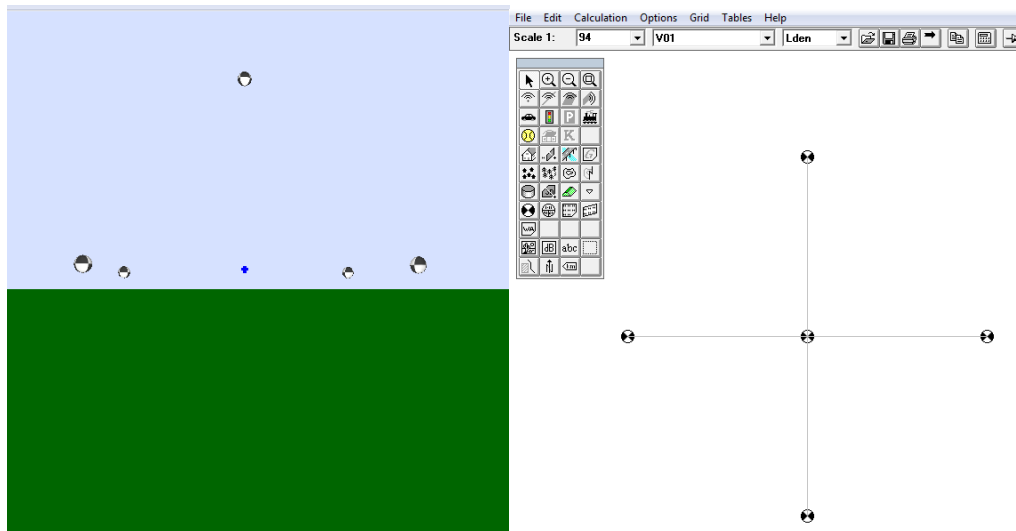 File Edit Calculation Options Grid Tables Help
Scale 1: 94 V01 Lden
P
K
G
dB abc